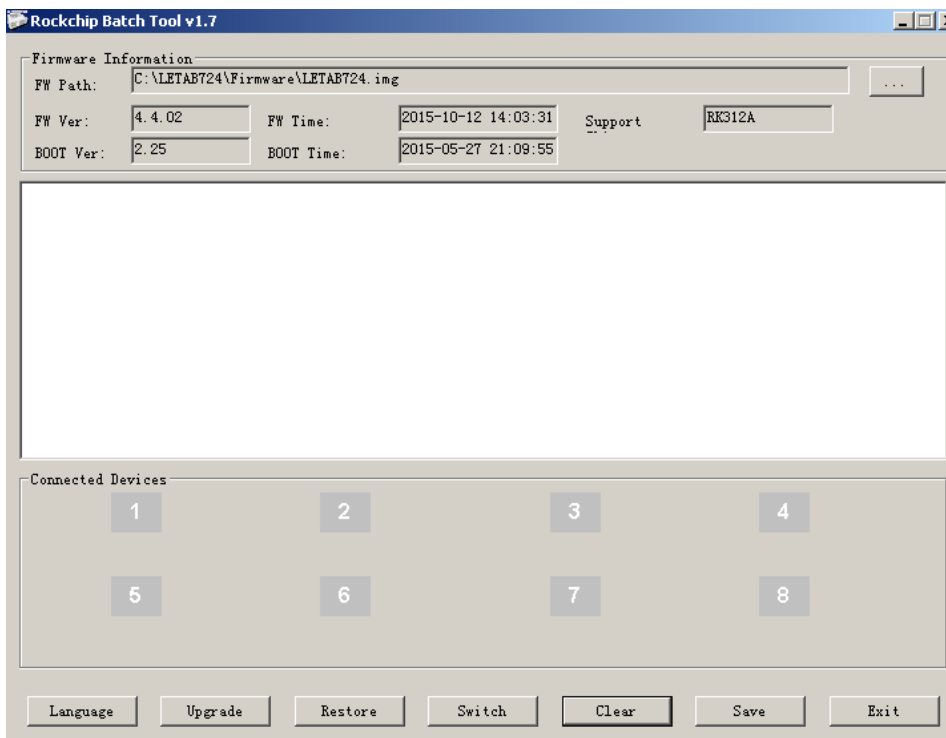 Rockchip Batch Tool v1.7
Firmware Information
FW Path: C:\LETAB724\Firmware\LETAB724.img ...
FW Ver: 4.4.02 FW Time: 2015-10-12 14:03:31 Support RK312A
BOOT Ver: 2.25 BOOT Time: 2015-05-27 21:09:55
Connected Devices
1 2 3 4
5 6 7 8
Language Upgrade Restore Switch Clear Save Exit